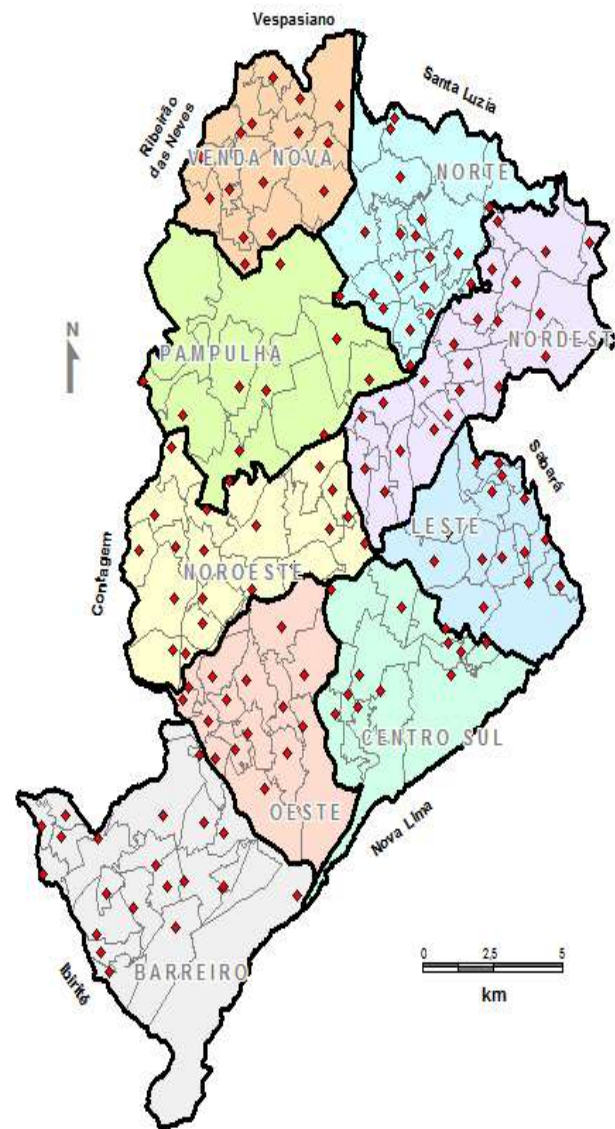 Vespasiano
Santa Luzia
Ribeirão
das Neves
VENDA NOVA
NORTE
N
NORDEST
PAMPULHA
Sabará
LESTE
Contagem
NOROESTE
CENTRO SUL
OESTE
Nova Lima
Ibirité
BARREIRO
0 2,5 5
km